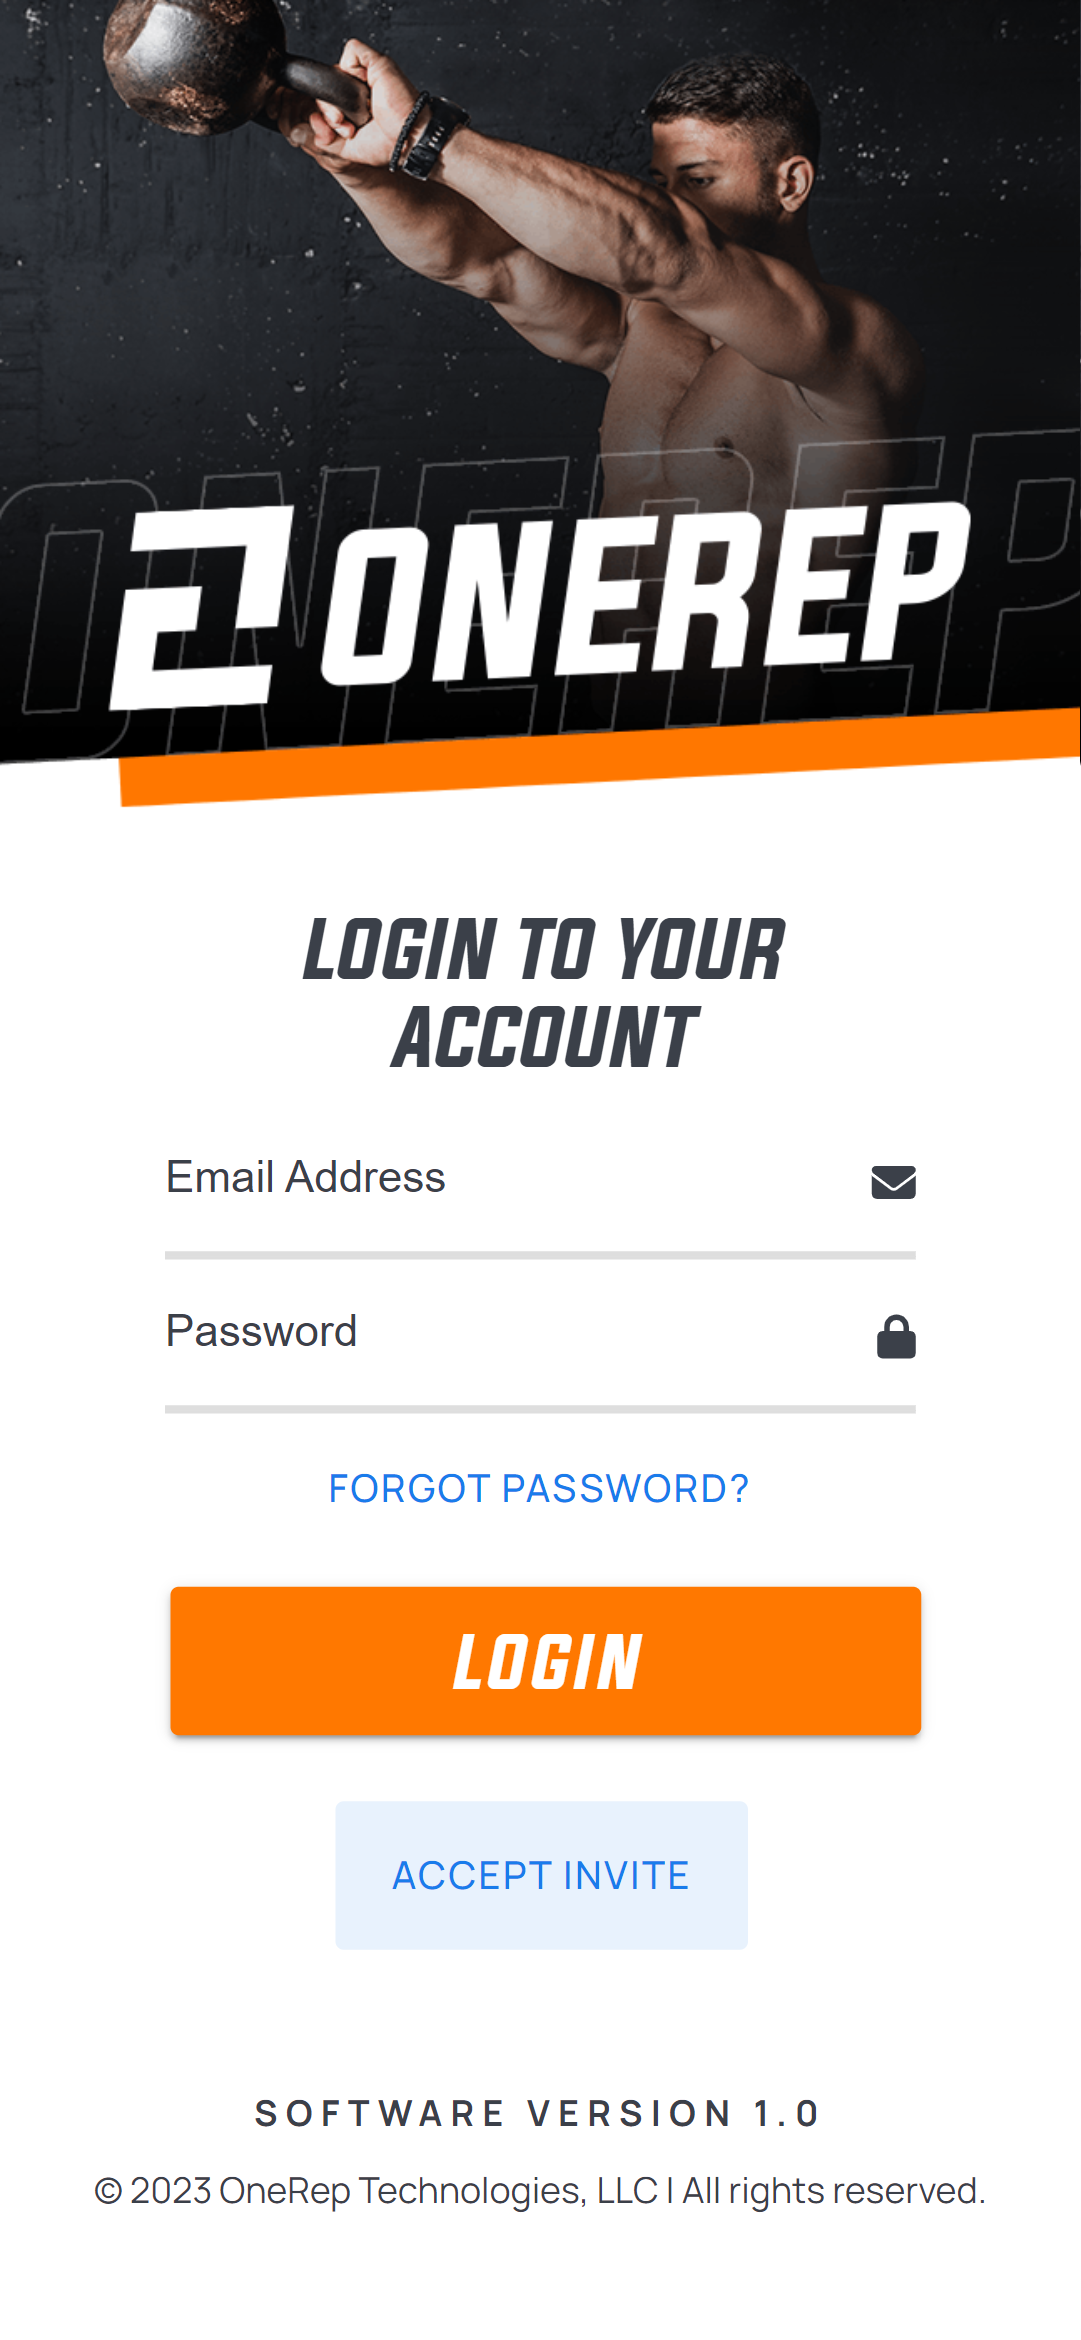 ONEREP
ONEREP
LOGIN TO YOUR
ACCOUNT
Email Address
Password
FORGOT PASSWORD?
LOGIN
ACCEPT INVITE
SOFTWARE VERSION 1.0
© 2023 OneRep Technologies, LLC | All rights reserved.